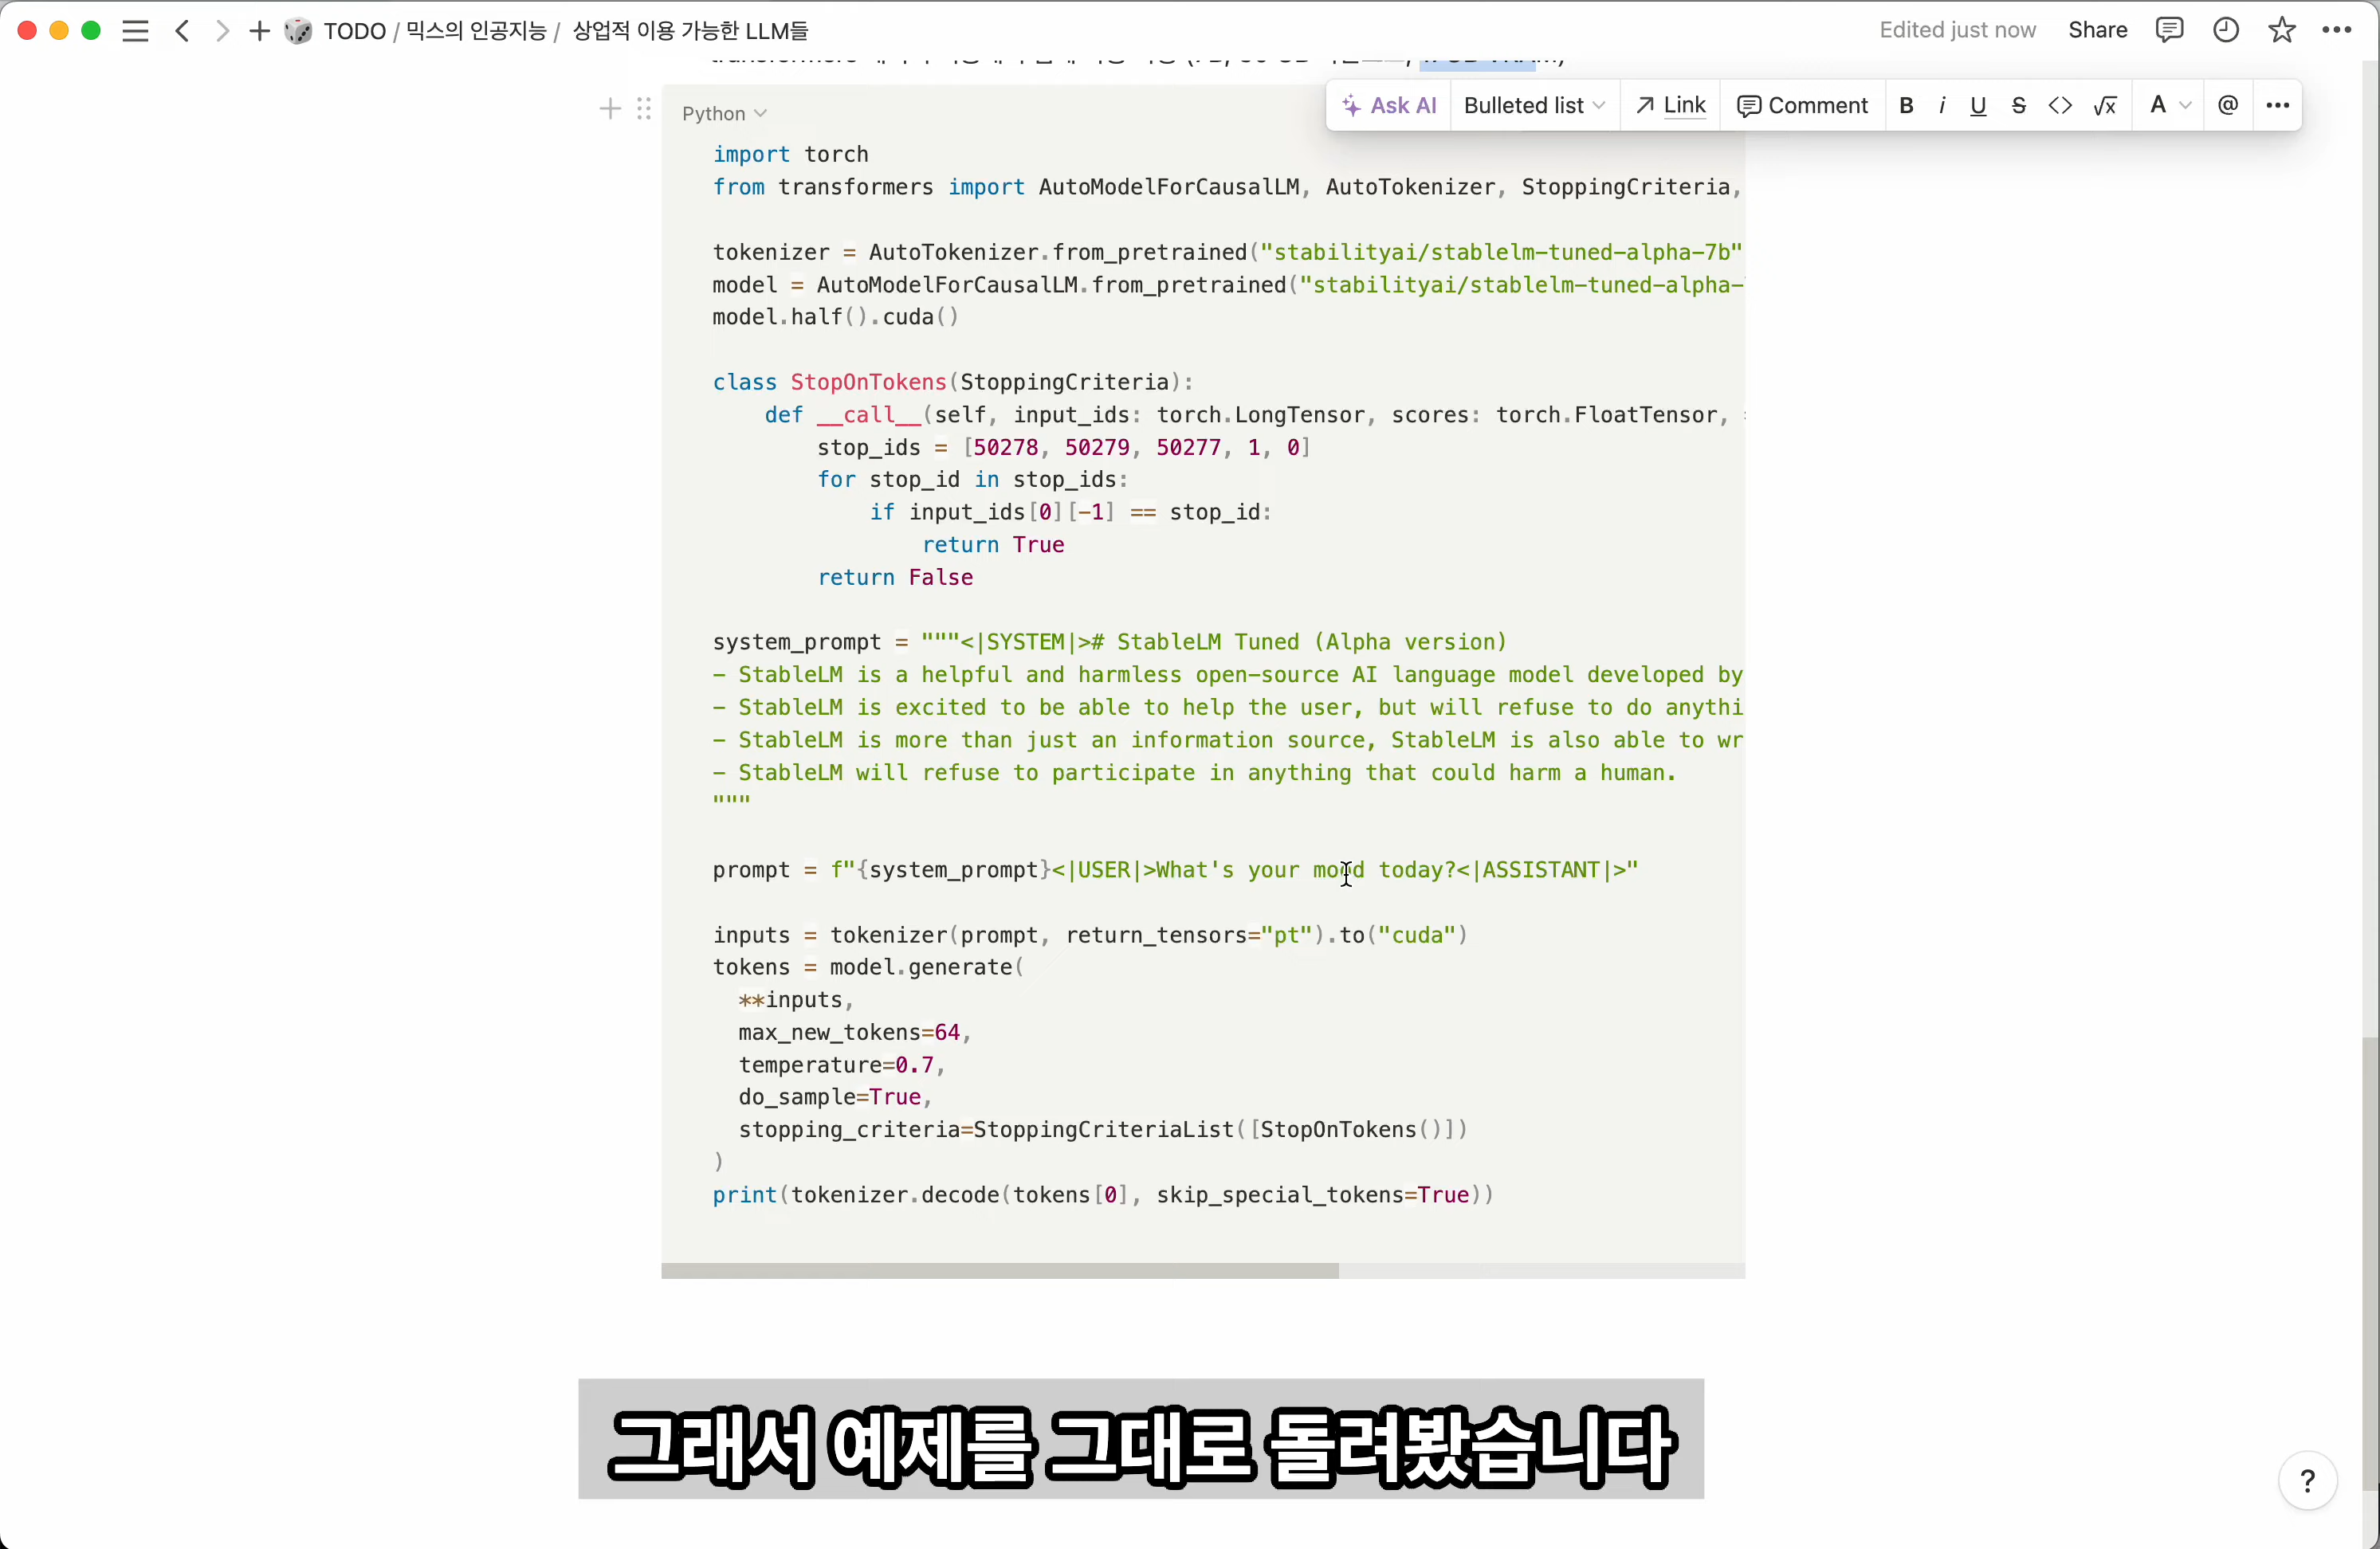 TODO / 믹스의 인공지능 / 상업적 이용 가능한 LLM들
Edited just now
Share
Ask AI
Bulleted list
Link
Comment
B
i
U
S
<>
√x
A
@
Python
import torch
from transformers import AutoModelForCausalLM, AutoTokenizer, StoppingCriteria,
tokenizer = AutoTokenizer.from_pretrained("stabilityai/stablelm-tuned-alpha-7b"
model = AutoModelForCausalLM.from_pretrained("stabilityai/stablelm-tuned-alpha-
model.half().cuda()
class StopOnTokens(StoppingCriteria):
    def __call__(self, input_ids: torch.LongTensor, scores: torch.FloatTensor,
        stop_ids = [50278, 50279, 50277, 1, 0]
        for stop_id in stop_ids:
            if input_ids[0][-1] == stop_id:
                return True
        return False
system_prompt = """<|SYSTEM|># StableLM Tuned (Alpha version)
- StableLM is a helpful and harmless open-source AI language model developed by
- StableLM is excited to be able to help the user, but will refuse to do anythi
- StableLM is more than just an information source, StableLM is also able to wr
- StableLM will refuse to participate in anything that could harm a human.
"""
prompt = f"{system_prompt}<|USER|>What's your mood today?<|ASSISTANT|>"
inputs = tokenizer(prompt, return_tensors="pt").to("cuda")
tokens = model.generate(
  **inputs,
  max_new_tokens=64,
  temperature=0.7,
  do_sample=True,
  stopping_criteria=StoppingCriteriaList([StopOnTokens()])
)
print(tokenizer.decode(tokens[0], skip_special_tokens=True))
그래서 예제를 그대로 돌려봤습니다
?